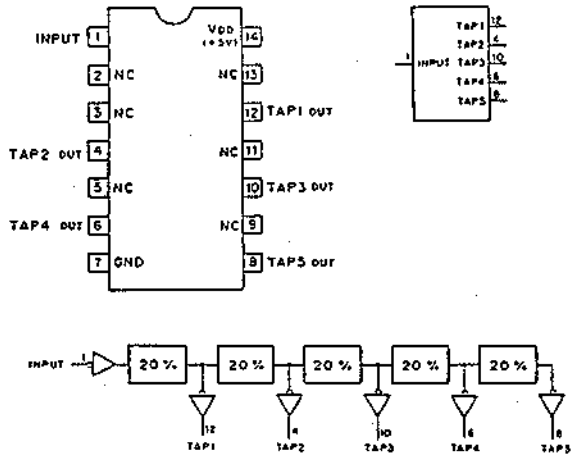 INPUT 1 VDD (+5V) 14
2 NC NC 13
3 NC 12 TAP1 OUT
TAP2 OUT 4 NC 11
5 NC 10 TAP3 OUT
TAP4 OUT 6 NC 9
7 GND 8 TAP5 OUT
TAP1 12
TAP2 4
1 INPUT TAP3 10
TAP4 6
TAP5 8
INPUT 1 20% 20% 20% 20% 20%
12 4 10 6 8
TAP1 TAP2 TAP3 TAP4 TAP5